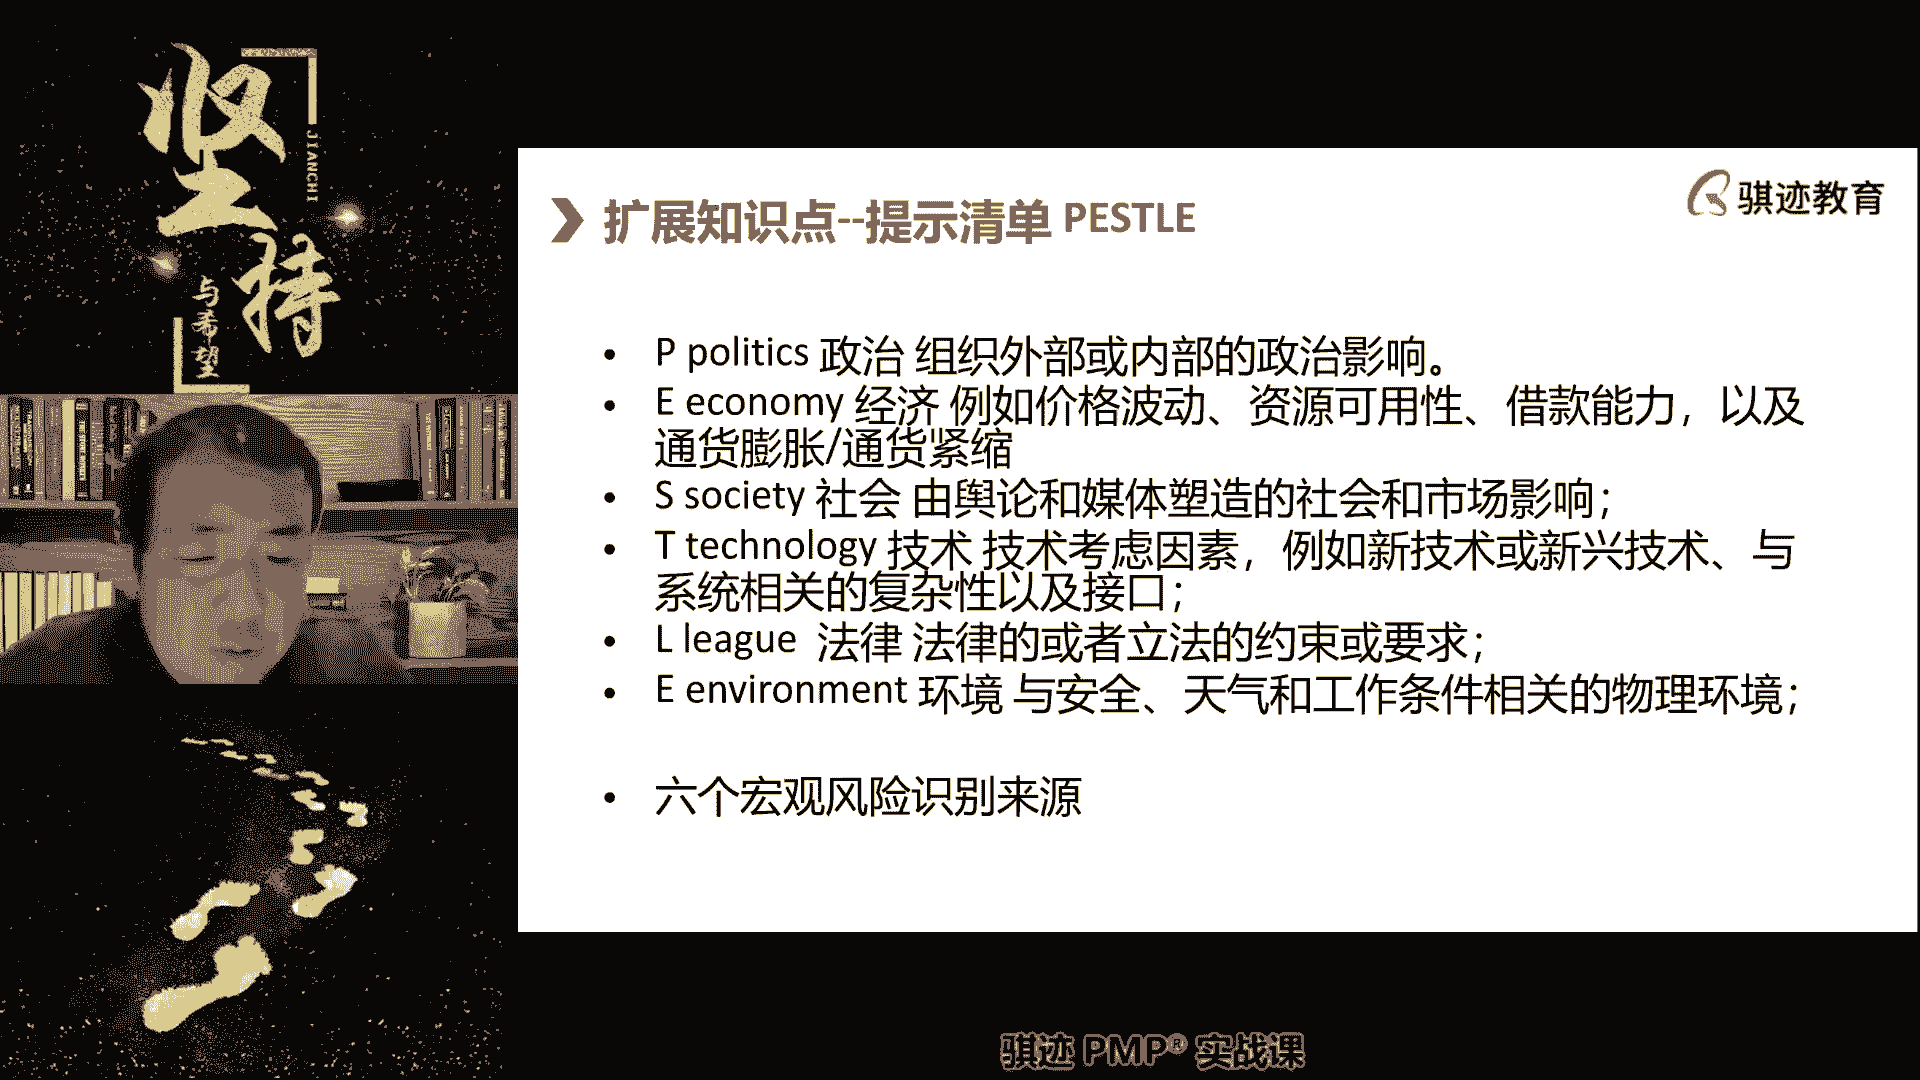 坚持
JIANCHI
与希望
骐迹教育
扩展知识点--提示清单 PESTLE
• P politics 政治 组织外部或内部的政治影响。
• E economy 经济 例如价格波动、资源可用性、借款能力，以及
通货膨胀/通货紧缩
• S society 社会 由舆论和媒体塑造的社会和市场影响；
• T technology 技术 技术考虑因素，例如新技术或新兴技术、与
系统相关的复杂性以及接口；
• L league 法律 法律的或者立法的约束或要求；
• E environment 环境 与安全、天气和工作条件相关的物理环境；
• 六个宏观风险识别来源
骐迹 PMP® 实战课